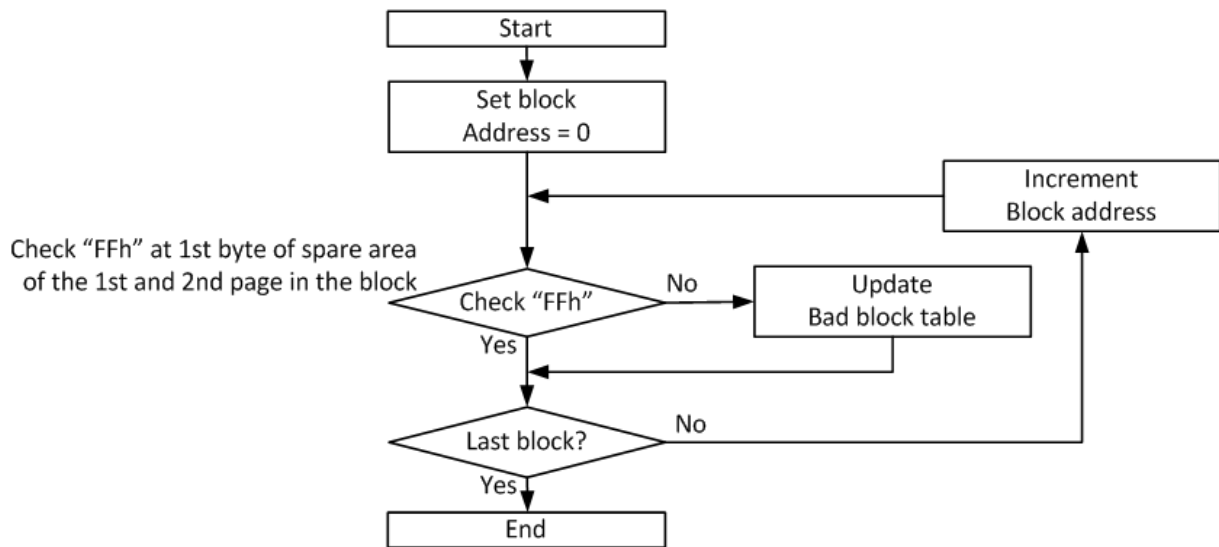 Start
Set block
Address = 0
Increment
Block address
Check “FFh” at 1st byte of spare area
of the 1st and 2nd page in the block
Check “FFh”
No
Update
Bad block table
Yes
Last block?
No
Yes
End